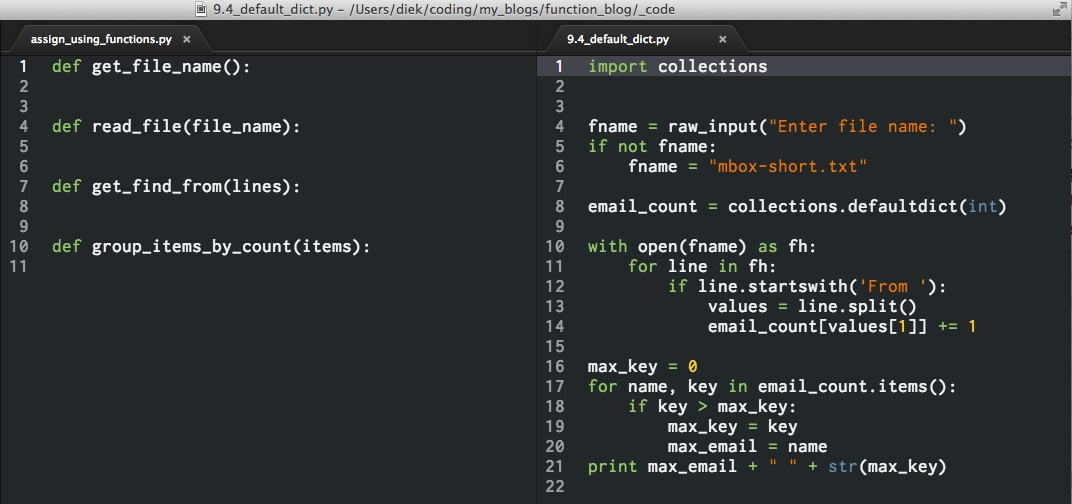 9.4_default_dict.py – /Users/diek/coding/my_blogs/function_blog/_code
assign_using_functions.py ×
1 def get_file_name():
2
3
4 def read_file(file_name):
5
6
7 def get_find_from(lines):
8
9
10 def group_items_by_count(items):
11
9.4_default_dict.py ×
1 import collections
2
3
4 fname = raw_input("Enter file name: ")
5 if not fname:
6     fname = "mbox-short.txt"
7
8 email_count = collections.defaultdict(int)
9
10 with open(fname) as fh:
11     for line in fh:
12         if line.startswith('From '):
13             values = line.split()
14             email_count[values[1]] += 1
15
16 max_key = 0
17 for name, key in email_count.items():
18     if key > max_key:
19         max_key = key
20         max_email = name
21 print max_email + " " + str(max_key)
22